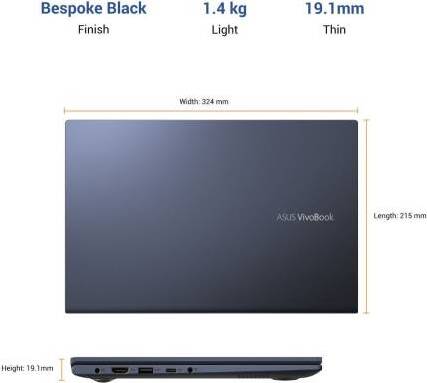 Bespoke Black 1.4 kg 19.1mm
Finish Light Thin
Width: 324 mm
ASUS VivoBook
Length: 215 mm
Height: 19.1mm